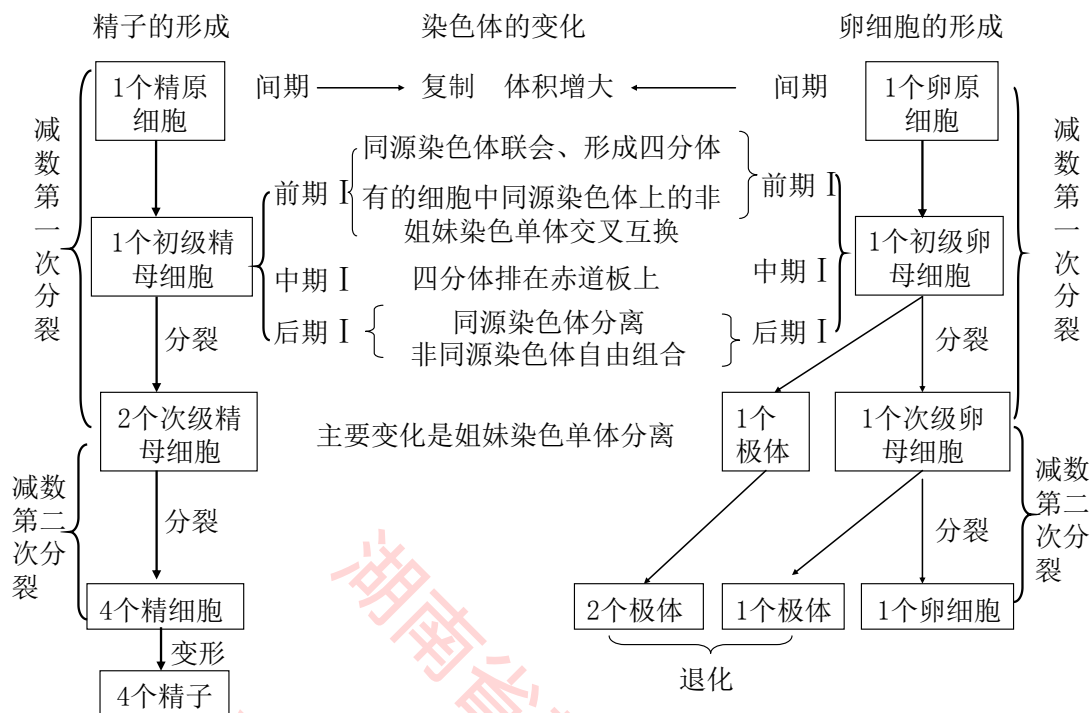 精子的形成
染色体的变化
卵细胞的形成
1个精原
细胞
间期
复制
体积增大
间期
1个卵原
细胞
减数第一次分裂
减数第一次分裂
同源染色体联会、形成四分体
前期Ⅰ
有的细胞中同源染色体上的非
姐妹染色单体交叉互换
前期Ⅰ
1个初级精
母细胞
中期Ⅰ
四分体排在赤道板上
中期Ⅰ
1个初级卵
母细胞
后期Ⅰ
同源染色体分离
非同源染色体自由组合
后期Ⅰ
分裂
分裂
2个次级精
母细胞
主要变化是姐妹染色单体分离
1个
极体
1个次级卵
母细胞
减数
第二
次分
裂
分裂
分裂
减数
第二
次分
裂
4个精细胞
2个极体
1个极体
1个卵细胞
变形
退化
4个精子
湖南省